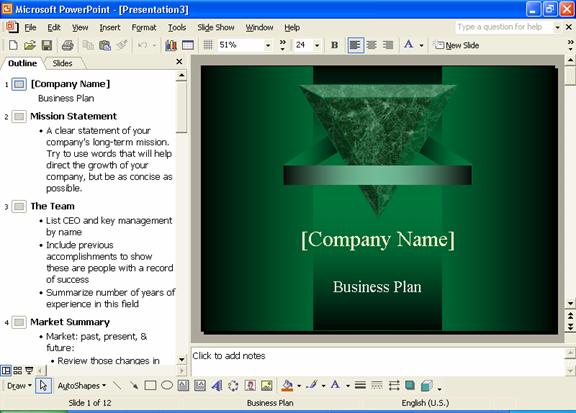 Microsoft PowerPoint - [Presentation3]
File Edit View Insert Format Tools Slide Show Window Help Type a question for help
51% 24 B A New Slide
Outline Slides
1 [Company Name]
Business Plan
2 Mission Statement
• A clear statement of your
company's long-term mission.
Try to use words that will help
direct the growth of your
company, but be as concise as
possible.
3 The Team
• List CEO and key management
by name
• Include previous
accomplishments to show
these are people with a record
of success
• Summarize number of years of
experience in this field
4 Market Summary
• Market: past, present, &
future:
• Review those changes in
[Company Name]
Business Plan
Click to add notes
Draw AutoShapes A A
Slide 1 of 12 Business Plan English (U.S.)